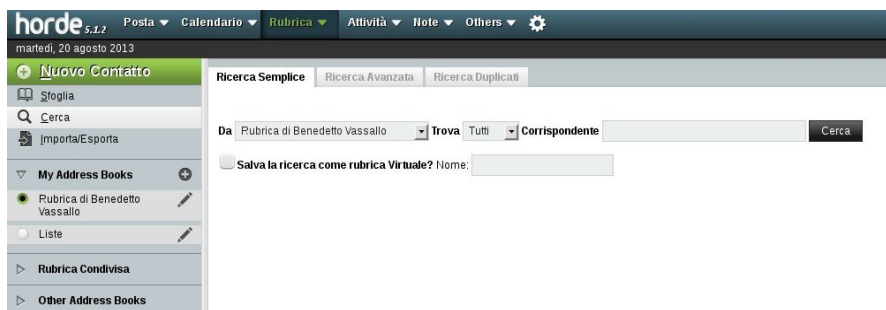 horde 5.1.2 Posta Calendario Rubrica Attività Note Others
martedì, 20 agosto 2013
Nuovo Contatto
Sfoglia
Cerca
Importa/Esporta
My Address Books
Rubrica di Benedetto
Vassallo
Liste
Rubrica Condivisa
Other Address Books
Ricerca Semplice Ricerca Avanzata Ricerca Duplicati
Da Rubrica di Benedetto Vassallo Trova Tutti Corrispondente Cerca
Salva la ricerca come rubrica Virtuale? Nome: